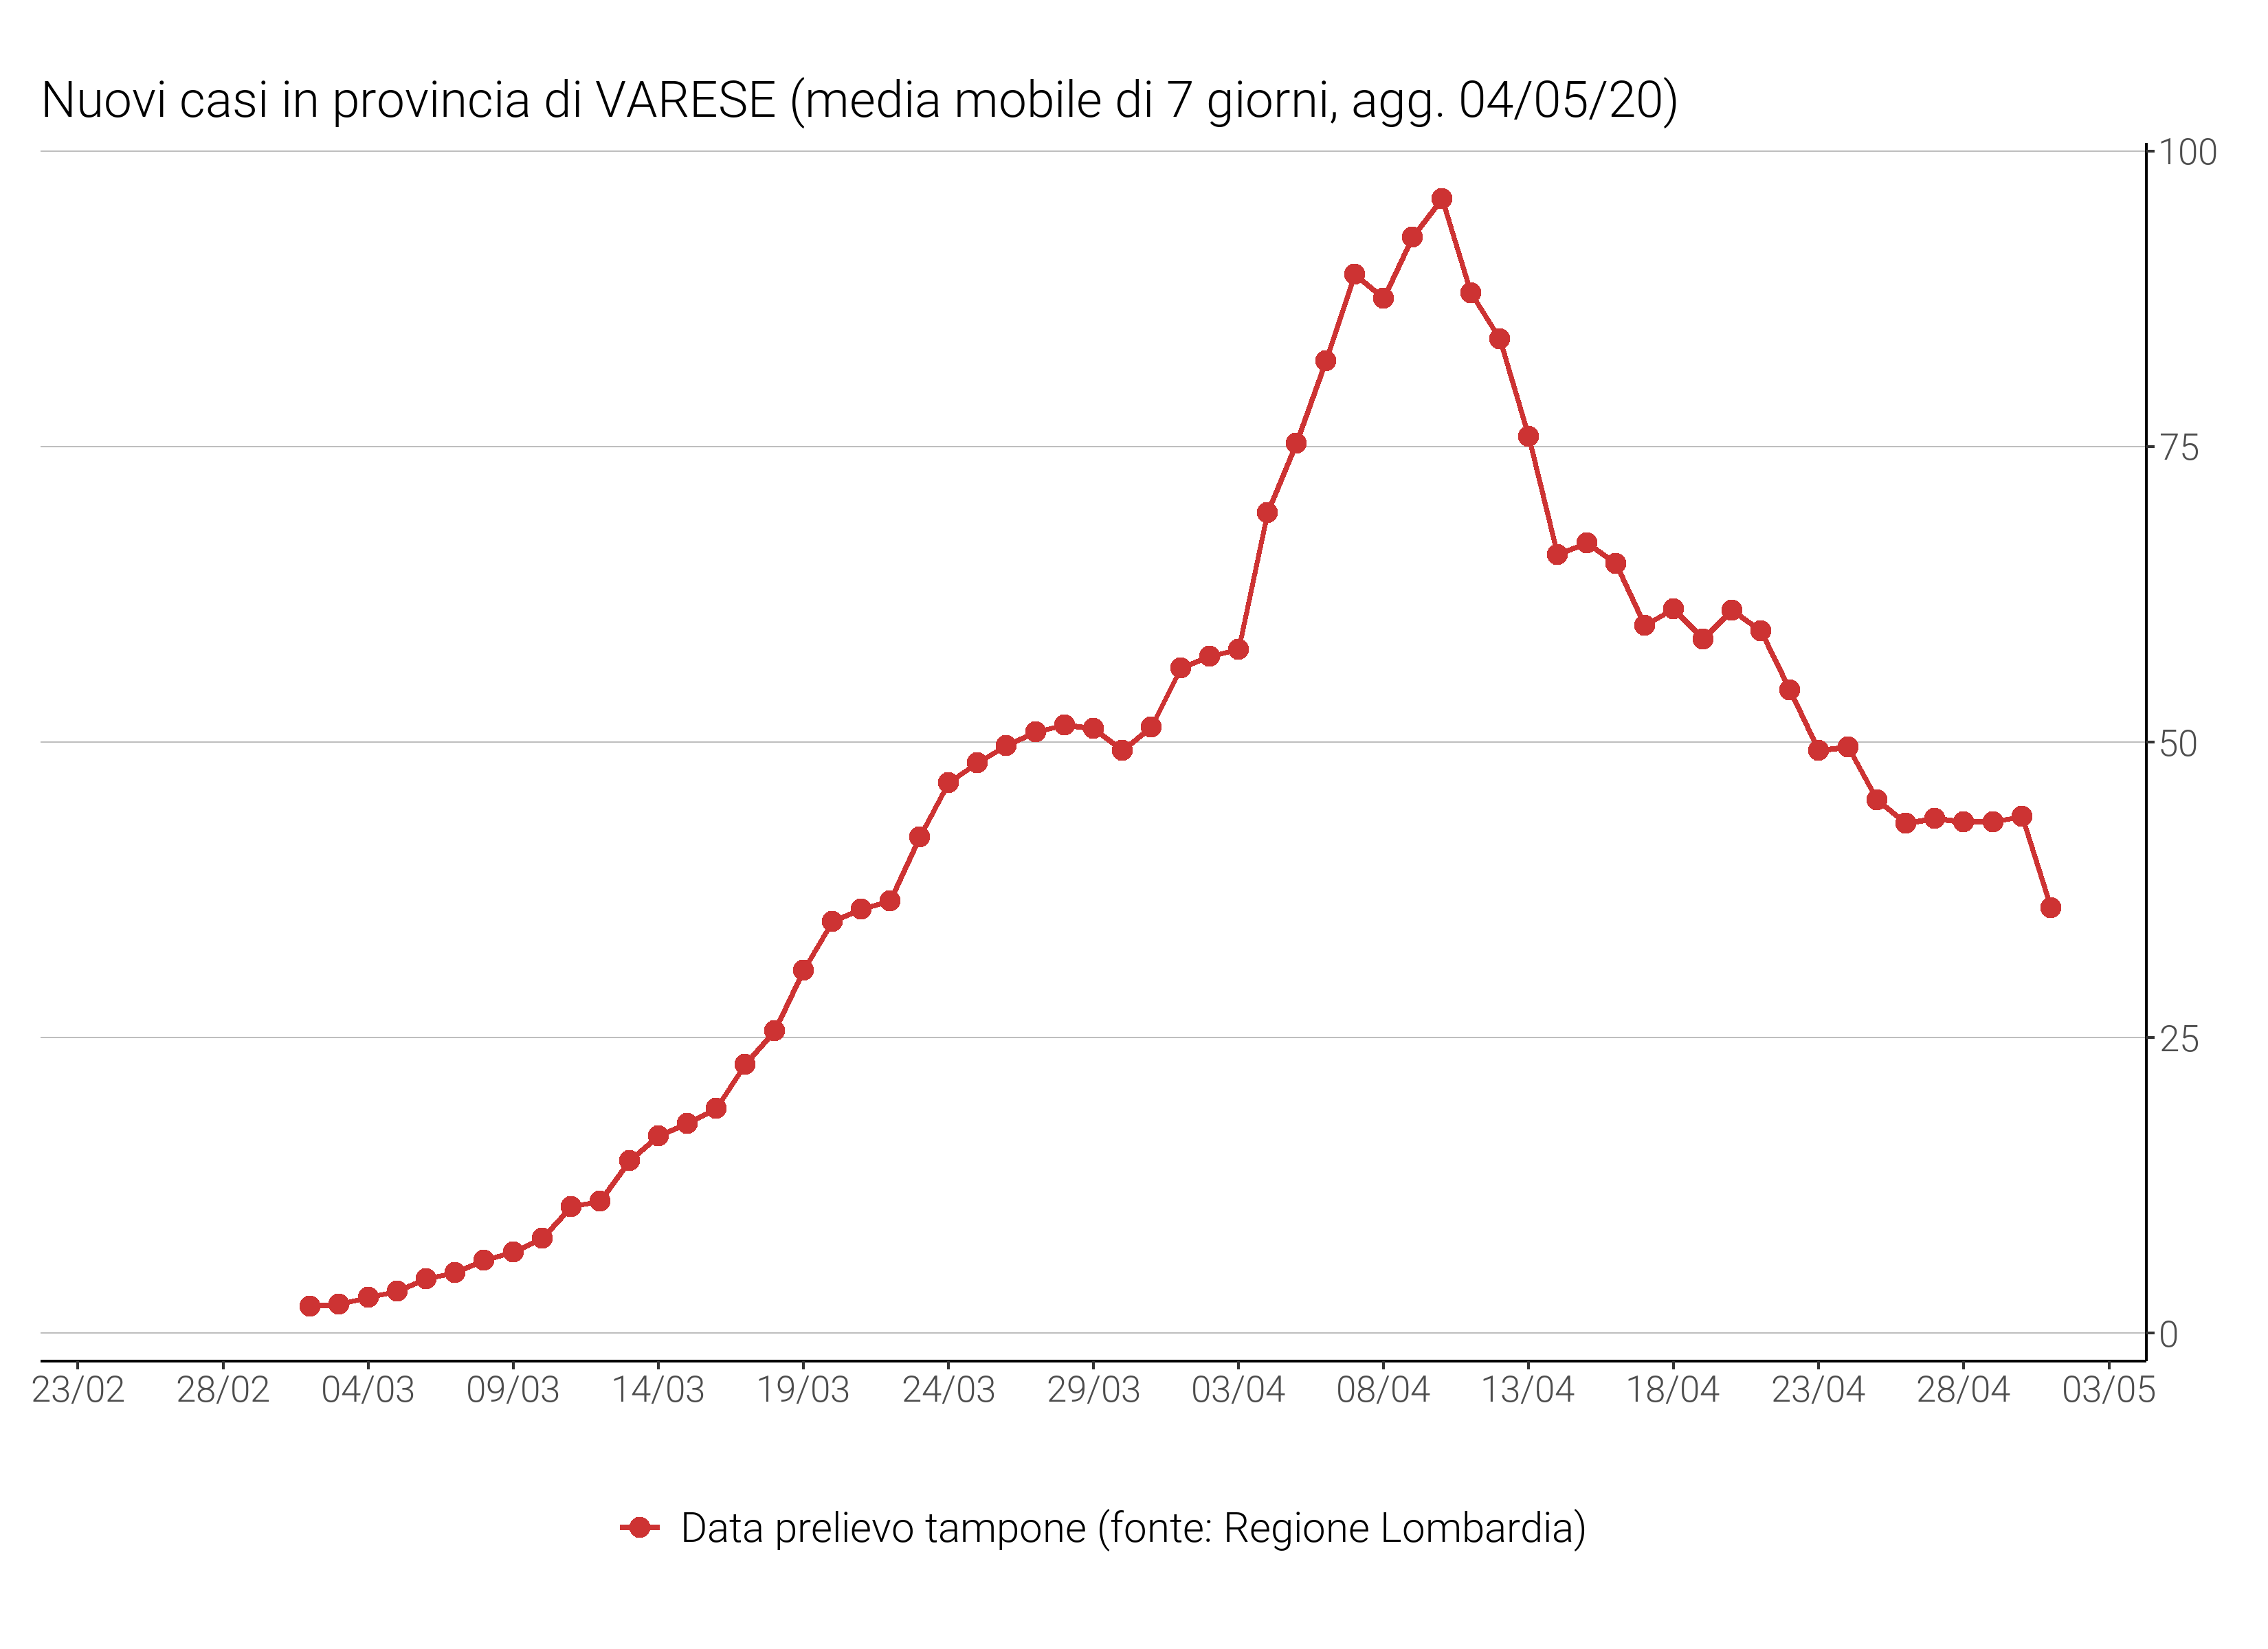 Nuovi casi in provincia di VARESE (media mobile di 7 giorni, agg. 04/05/20)
100
75
50
25
0
23/02 28/02 04/03 09/03 14/03 19/03 24/03 29/03 03/04 08/04 13/04 18/04 23/04 28/04 03/05
Data prelievo tampone (fonte: Regione Lombardia)